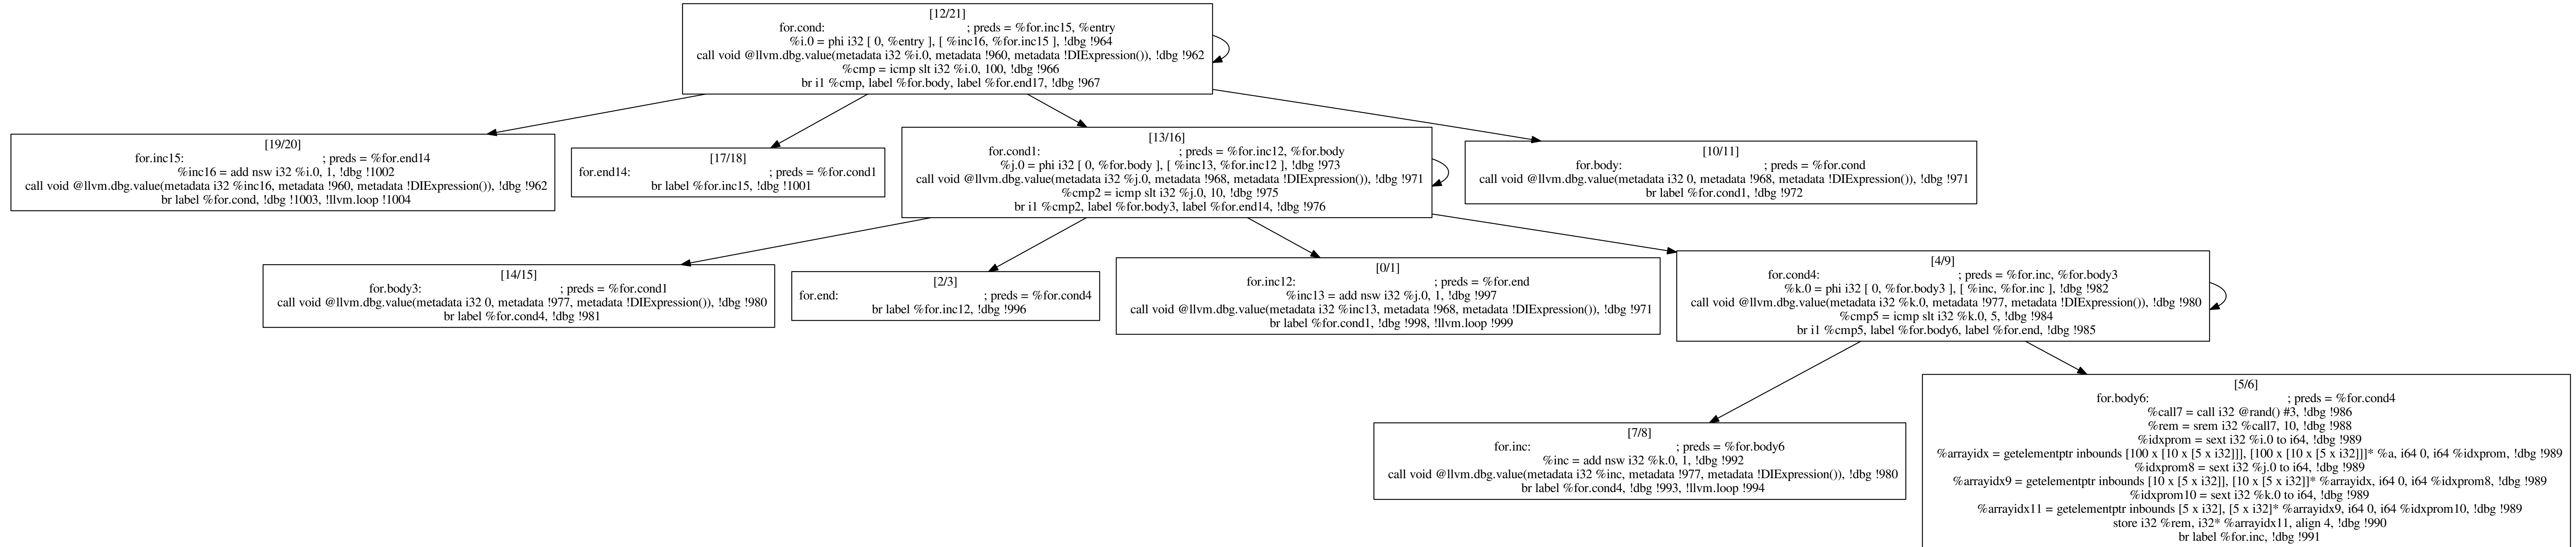 [12/21]
for.cond: ; preds = %for.inc15, %entry
%i.0 = phi i32 [ 0, %entry ], [ %inc16, %for.inc15 ], !dbg !964
call void @llvm.dbg.value(metadata i32 %i.0, metadata !960, metadata !DIExpression()), !dbg !962
%cmp = icmp slt i32 %i.0, 100, !dbg !966
br i1 %cmp, label %for.body, label %for.end17, !dbg !967
[19/20]
for.inc15: ; preds = %for.end14
%inc16 = add nsw i32 %i.0, 1, !dbg !1002
call void @llvm.dbg.value(metadata i32 %inc16, metadata !960, metadata !DIExpression()), !dbg !962
br label %for.cond, !dbg !1003, !llvm.loop !1004
[17/18]
for.end14: ; preds = %for.cond1
br label %for.inc15, !dbg !1001
[13/16]
for.cond1: ; preds = %for.inc12, %for.body
%j.0 = phi i32 [ 0, %for.body ], [ %inc13, %for.inc12 ], !dbg !973
call void @llvm.dbg.value(metadata i32 %j.0, metadata !968, metadata !DIExpression()), !dbg !971
%cmp2 = icmp slt i32 %j.0, 10, !dbg !975
br i1 %cmp2, label %for.body3, label %for.end14, !dbg !976
[10/11]
for.body: ; preds = %for.cond
call void @llvm.dbg.value(metadata i32 0, metadata !968, metadata !DIExpression()), !dbg !971
br label %for.cond1, !dbg !972
[14/15]
for.body3: ; preds = %for.cond1
call void @llvm.dbg.value(metadata i32 0, metadata !977, metadata !DIExpression()), !dbg !980
br label %for.cond4, !dbg !981
[2/3]
for.end: ; preds = %for.cond4
br label %for.inc12, !dbg !996
[0/1]
for.inc12: ; preds = %for.end
%inc13 = add nsw i32 %j.0, 1, !dbg !997
call void @llvm.dbg.value(metadata i32 %inc13, metadata !968, metadata !DIExpression()), !dbg !971
br label %for.cond1, !dbg !998, !llvm.loop !999
[4/9]
for.cond4: ; preds = %for.inc, %for.body3
%k.0 = phi i32 [ 0, %for.body3 ], [ %inc, %for.inc ], !dbg !982
call void @llvm.dbg.value(metadata i32 %k.0, metadata !977, metadata !DIExpression()), !dbg !980
%cmp5 = icmp slt i32 %k.0, 5, !dbg !984
br i1 %cmp5, label %for.body6, label %for.end, !dbg !985
[7/8]
for.inc: ; preds = %for.body6
%inc = add nsw i32 %k.0, 1, !dbg !992
call void @llvm.dbg.value(metadata i32 %inc, metadata !977, metadata !DIExpression()), !dbg !980
br label %for.cond4, !dbg !993, !llvm.loop !994
[5/6]
for.body6: ; preds = %for.cond4
%call7 = call i32 @rand() #3, !dbg !986
%rem = srem i32 %call7, 10, !dbg !988
%idxprom = sext i32 %i.0 to i64, !dbg !989
%arrayidx = getelementptr inbounds [100 x [10 x [5 x i32]]], [100 x [10 x [5 x i32]]]* %a, i64 0, i64 %idxprom, !dbg !989
%idxprom8 = sext i32 %j.0 to i64, !dbg !989
%arrayidx9 = getelementptr inbounds [10 x [5 x i32]], [10 x [5 x i32]]* %arrayidx, i64 0, i64 %idxprom8, !dbg !989
%idxprom10 = sext i32 %k.0 to i64, !dbg !989
%arrayidx11 = getelementptr inbounds [5 x i32], [5 x i32]* %arrayidx9, i64 0, i64 %idxprom10, !dbg !989
store i32 %rem, i32* %arrayidx11, align 4, !dbg !990
br label %for.inc, !dbg !991